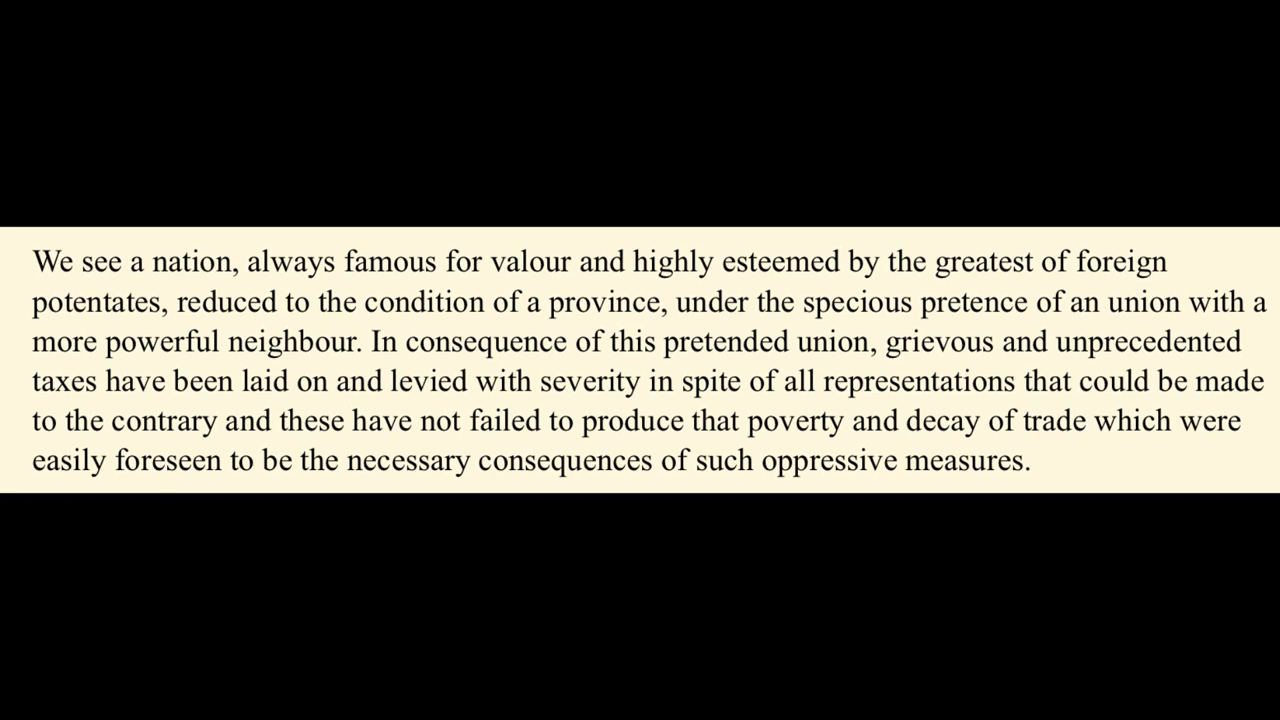 We see a nation, always famous for valour and highly esteemed by the greatest of foreign
potentates, reduced to the condition of a province, under the specious pretence of an union with a
more powerful neighbour. In consequence of this pretended union, grievous and unprecedented
taxes have been laid on and levied with severity in spite of all representations that could be made
to the contrary and these have not failed to produce that poverty and decay of trade which were
easily foreseen to be the necessary consequences of such oppressive measures.